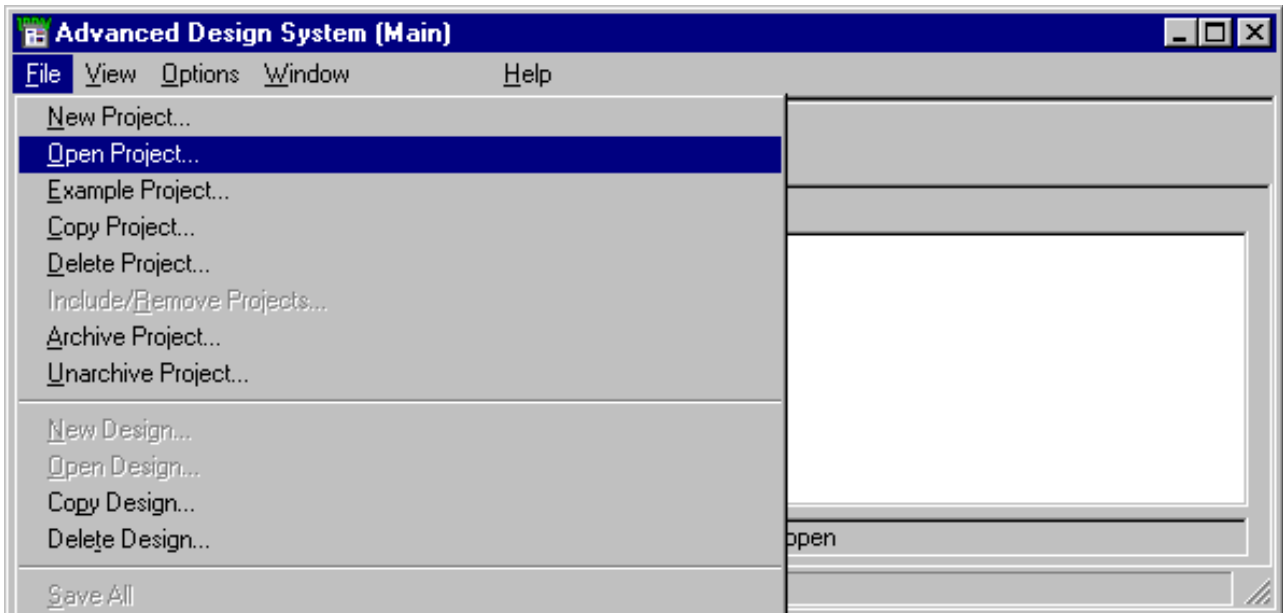 Advanced Design System (Main)
File View Options Window Help
New Project...
Open Project...
Example Project...
Copy Project...
Delete Project...
Include/Remove Projects...
Archive Project...
Unarchive Project...
New Design...
Open Design...
Copy Design...
Delete Design...
open
Save All